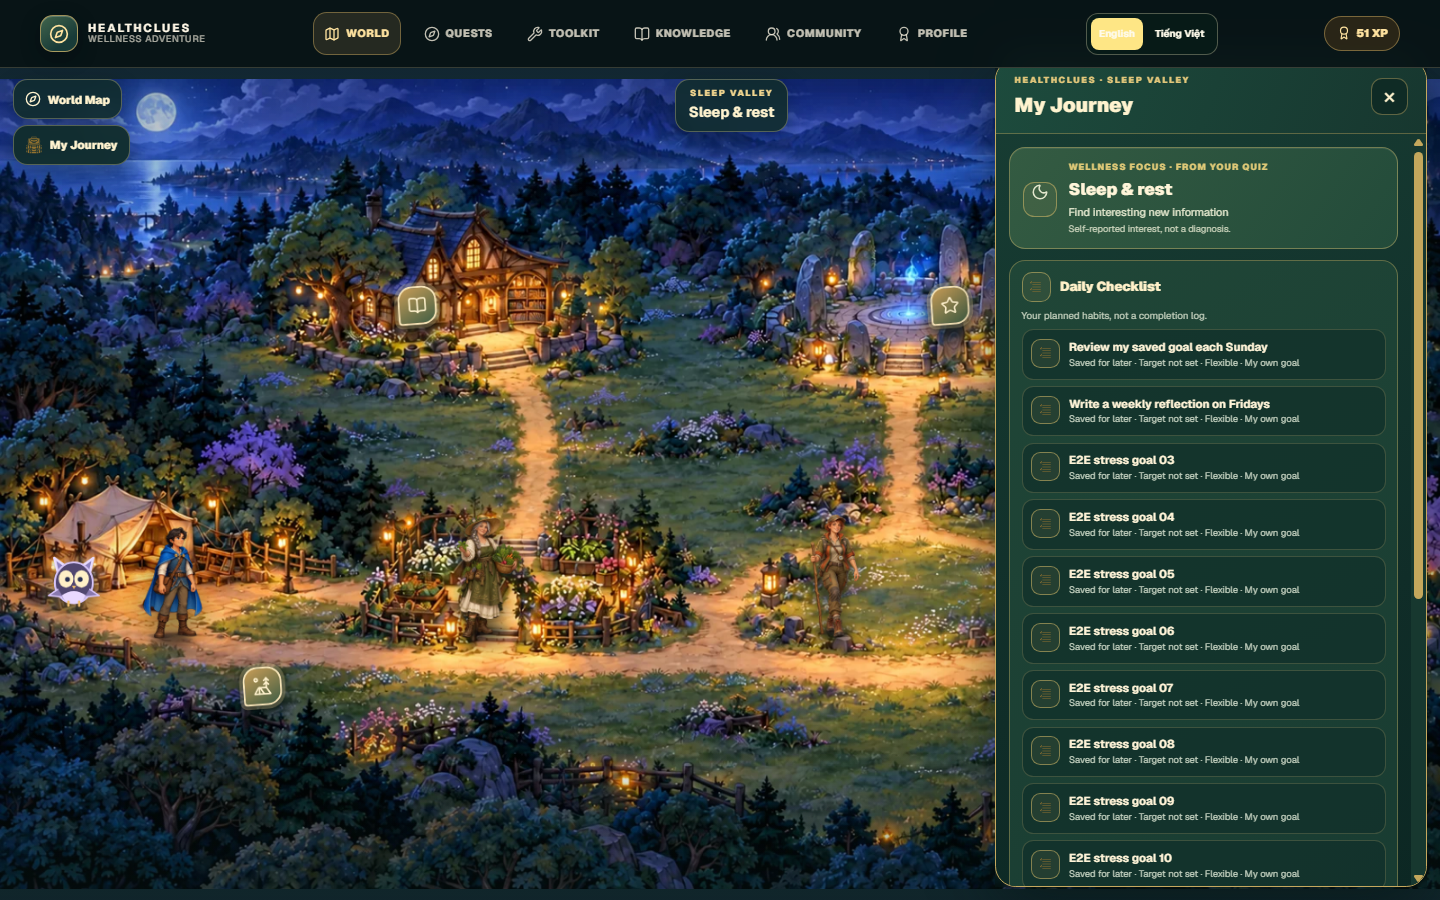 HEALTHCLUES
WELLNESS ADVENTURE
WORLD
QUESTS
TOOLKIT
KNOWLEDGE
COMMUNITY
PROFILE
English
Tiếng Việt
51 XP
World Map
My Journey
SLEEP VALLEY
Sleep & rest
HEALTHCLUES · SLEEP VALLEY
My Journey
WELLNESS FOCUS · FROM YOUR QUIZ
Sleep & rest
Find interesting new information
Self-reported interest, not a diagnosis.
Daily Checklist
Your planned habits, not a completion log.
Review my saved goal each Sunday
Saved for later · Target not set · Flexible · My own goal
Write a weekly reflection on Fridays
Saved for later · Target not set · Flexible · My own goal
E2E stress goal 03
Saved for later · Target not set · Flexible · My own goal
E2E stress goal 04
Saved for later · Target not set · Flexible · My own goal
E2E stress goal 05
Saved for later · Target not set · Flexible · My own goal
E2E stress goal 06
Saved for later · Target not set · Flexible · My own goal
E2E stress goal 07
Saved for later · Target not set · Flexible · My own goal
E2E stress goal 08
Saved for later · Target not set · Flexible · My own goal
E2E stress goal 09
Saved for later · Target not set · Flexible · My own goal
E2E stress goal 10
Saved for later · Target not set · Flexible · My own goal